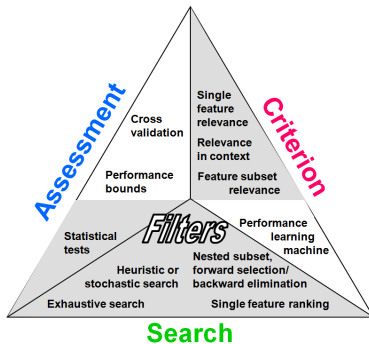 Assessment
Criterion
Single
feature
relevance
Cross
validation
Relevance
in context
Performance
bounds
Feature subset
relevance
Filters
Performance
learning
machine
Statistical
tests
Nested subset,
forward selection/
backward elimination
Heuristic or
stochastic search
Exhaustive search
Single feature ranking
Search